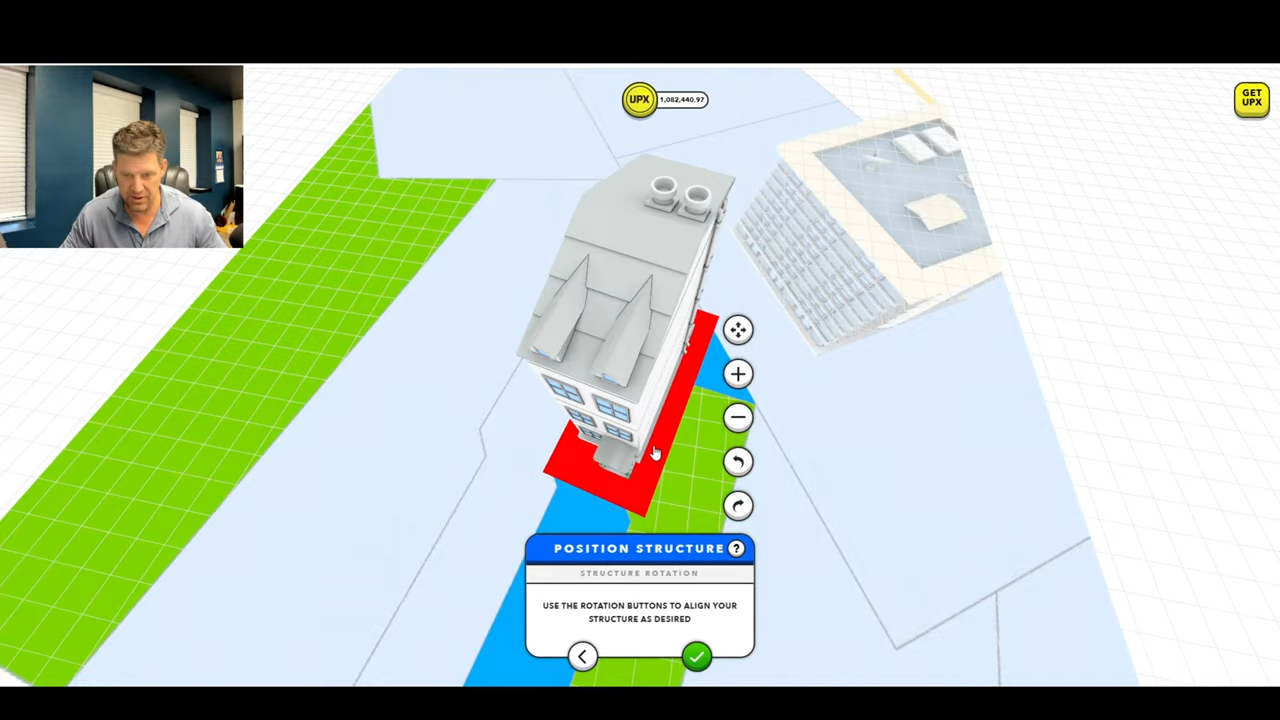 UPX
1,082,440.97
GET
UPX
POSITION STRUCTURE ?
STRUCTURE ROTATION
USE THE ROTATION BUTTONS TO ALIGN YOUR
STRUCTURE AS DESIRED